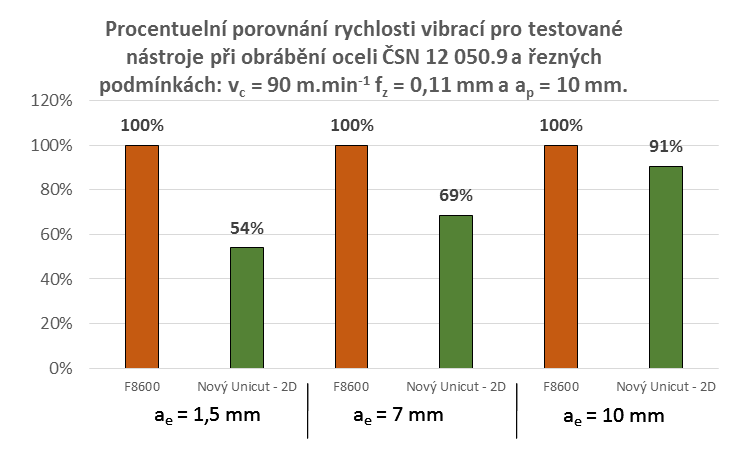 Procentuelní porovnání rychlosti vibrací pro testované
nástroje při obrábění oceli ČSN 12 050.9 a řezných
podmínkách: vc = 90 m.min-1 fz = 0,11 mm a ap = 10 mm.
120%
100%
80%
60%
40%
20%
0%
100%
54%
100%
69%
100%
91%
F8600
Nový Unicut - 2D
F8600
Nový Unicut - 2D
F8600
Nový Unicut - 2D
ae = 1,5 mm
ae = 7 mm
ae = 10 mm